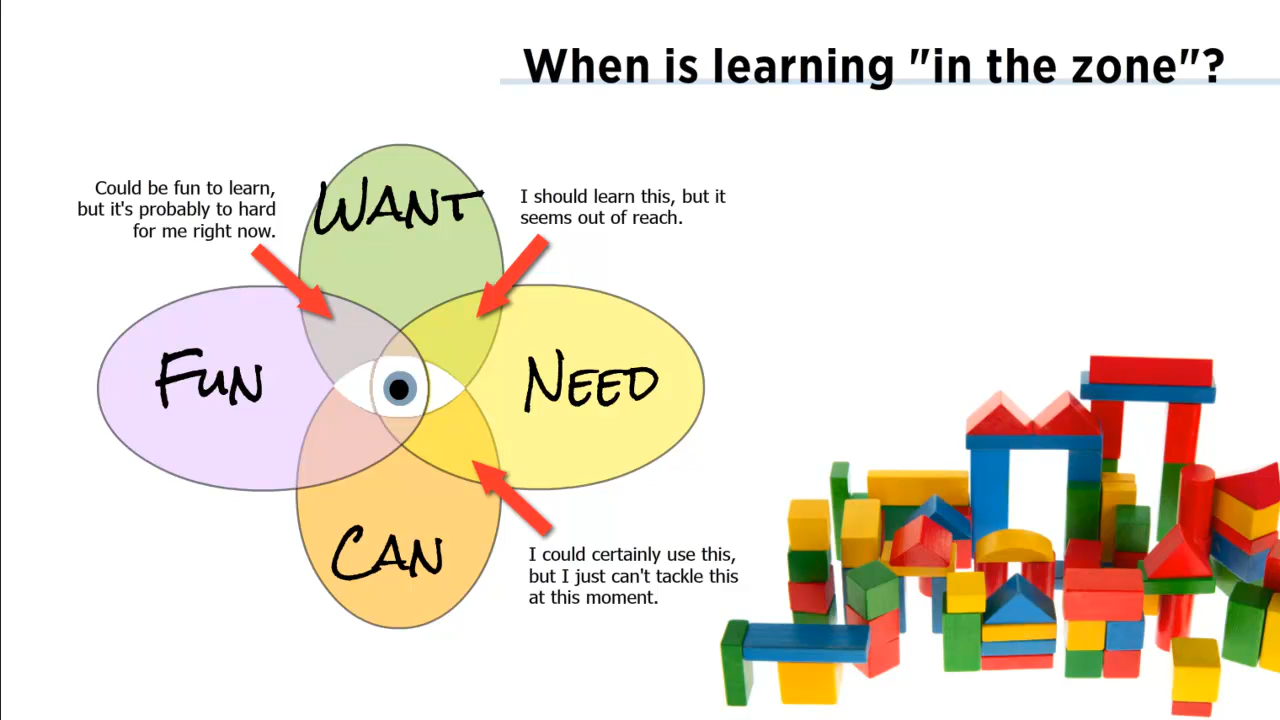 When is learning "in the zone"?
Could be fun to learn,
but it's probably to hard
for me right now.
WANT
I should learn this, but it
seems out of reach.
FUN
NEED
CAN
I could certainly use this,
but I just can't tackle this
at this moment.